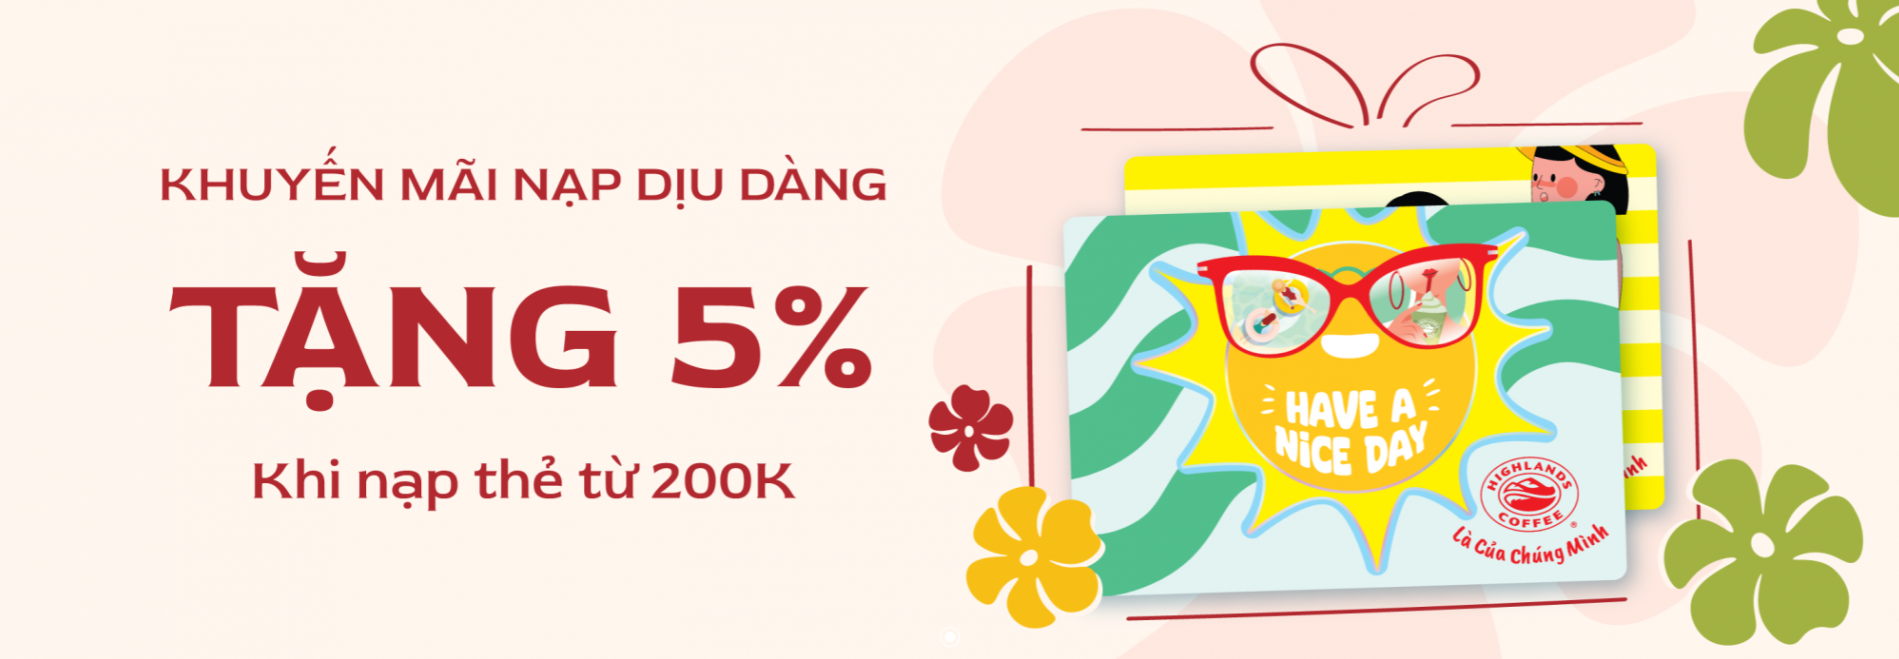 KHUYẾN MÃI NẠP DỊU DÀNG
TẶNG 5%
Khi nạp thẻ từ 200K
HAVE A
NiCE DAY
HIGHLANDS
COFFEE ®
Là Của Chúng Mình